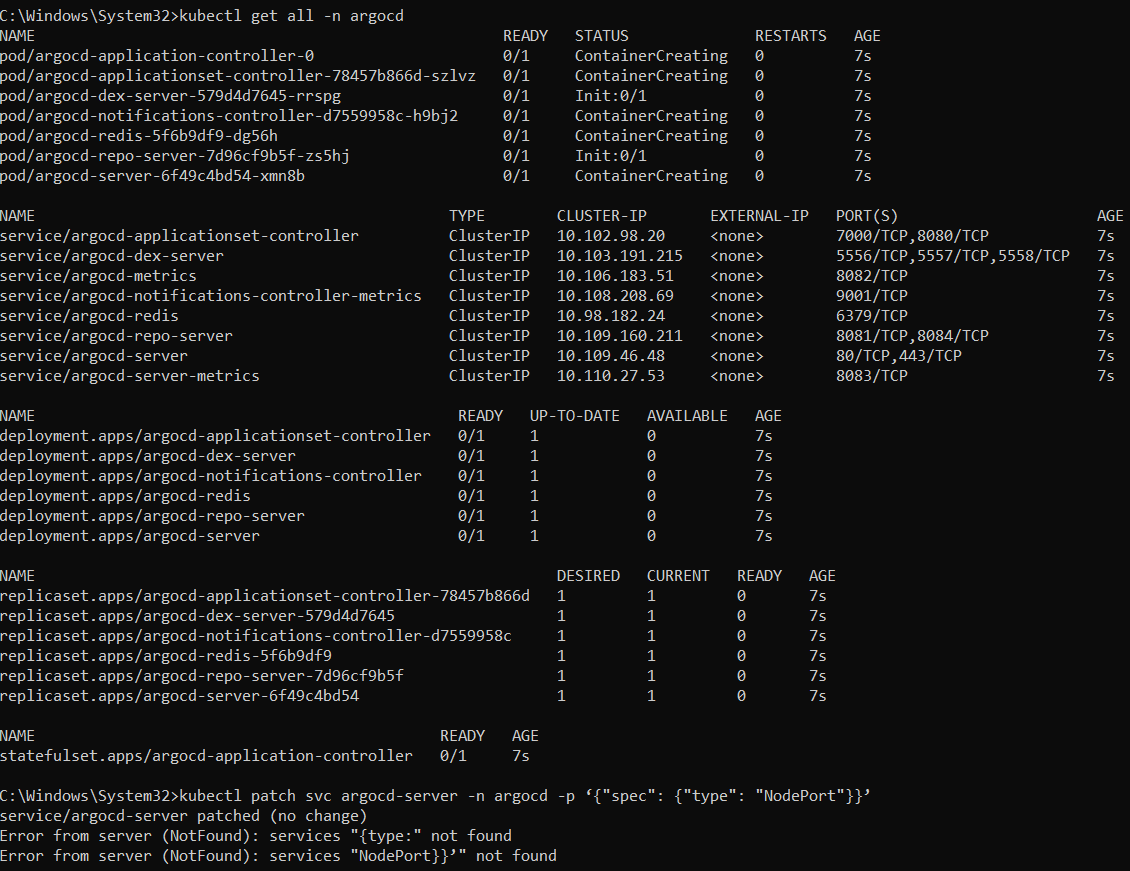 C:\Windows\System32>kubectl get all -n argocd
NAME READY STATUS RESTARTS AGE
pod/argocd-application-controller-0 0/1 ContainerCreating 0 7s
pod/argocd-applicationset-controller-78457b866d-szlvz 0/1 ContainerCreating 0 7s
pod/argocd-dex-server-579d4d7645-rrspg 0/1 Init:0/1 0 7s
pod/argocd-notifications-controller-d7559958c-h9bj2 0/1 ContainerCreating 0 7s
pod/argocd-redis-5f6b9df9-dg56h 0/1 ContainerCreating 0 7s
pod/argocd-repo-server-7d96cf9b5f-zs5hj 0/1 Init:0/1 0 7s
pod/argocd-server-6f49c4bd54-xmn8b 0/1 ContainerCreating 0 7s
NAME TYPE CLUSTER-IP EXTERNAL-IP PORT(S) AGE
service/argocd-applicationset-controller ClusterIP 10.102.98.20 <none> 7000/TCP,8080/TCP 7s
service/argocd-dex-server ClusterIP 10.103.191.215 <none> 5556/TCP,5557/TCP,5558/TCP 7s
service/argocd-metrics ClusterIP 10.106.183.51 <none> 8082/TCP 7s
service/argocd-notifications-controller-metrics ClusterIP 10.108.208.69 <none> 9001/TCP 7s
service/argocd-redis ClusterIP 10.98.182.24 <none> 6379/TCP 7s
service/argocd-repo-server ClusterIP 10.109.160.211 <none> 8081/TCP,8084/TCP 7s
service/argocd-server ClusterIP 10.109.46.48 <none> 80/TCP,443/TCP 7s
service/argocd-server-metrics ClusterIP 10.110.27.53 <none> 8083/TCP 7s
NAME READY UP-TO-DATE AVAILABLE AGE
deployment.apps/argocd-applicationset-controller 0/1 1 0 7s
deployment.apps/argocd-dex-server 0/1 1 0 7s
deployment.apps/argocd-notifications-controller 0/1 1 0 7s
deployment.apps/argocd-redis 0/1 1 0 7s
deployment.apps/argocd-repo-server 0/1 1 0 7s
deployment.apps/argocd-server 0/1 1 0 7s
NAME DESIRED CURRENT READY AGE
replicaset.apps/argocd-applicationset-controller-78457b866d 1 1 0 7s
replicaset.apps/argocd-dex-server-579d4d7645 1 1 0 7s
replicaset.apps/argocd-notifications-controller-d7559958c 1 1 0 7s
replicaset.apps/argocd-redis-5f6b9df9 1 1 0 7s
replicaset.apps/argocd-repo-server-7d96cf9b5f 1 1 0 7s
replicaset.apps/argocd-server-6f49c4bd54 1 1 0 7s
NAME READY AGE
statefulset.apps/argocd-application-controller 0/1 7s
C:\Windows\System32>kubectl patch svc argocd-server -n argocd -p ‘{"spec": {"type": "NodePort"}}’
service/argocd-server patched (no change)
Error from server (NotFound): services "{type:" not found
Error from server (NotFound): services "NodePort}}’" not found